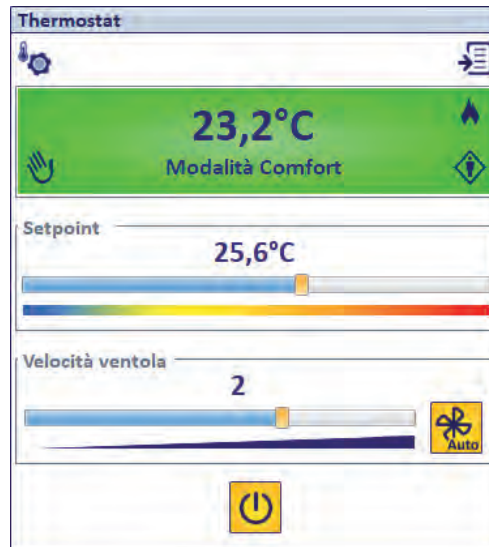 Thermostat
23,2°C
Modalità Comfort
Setpoint
25,6°C
Velocità ventola
2
Auto